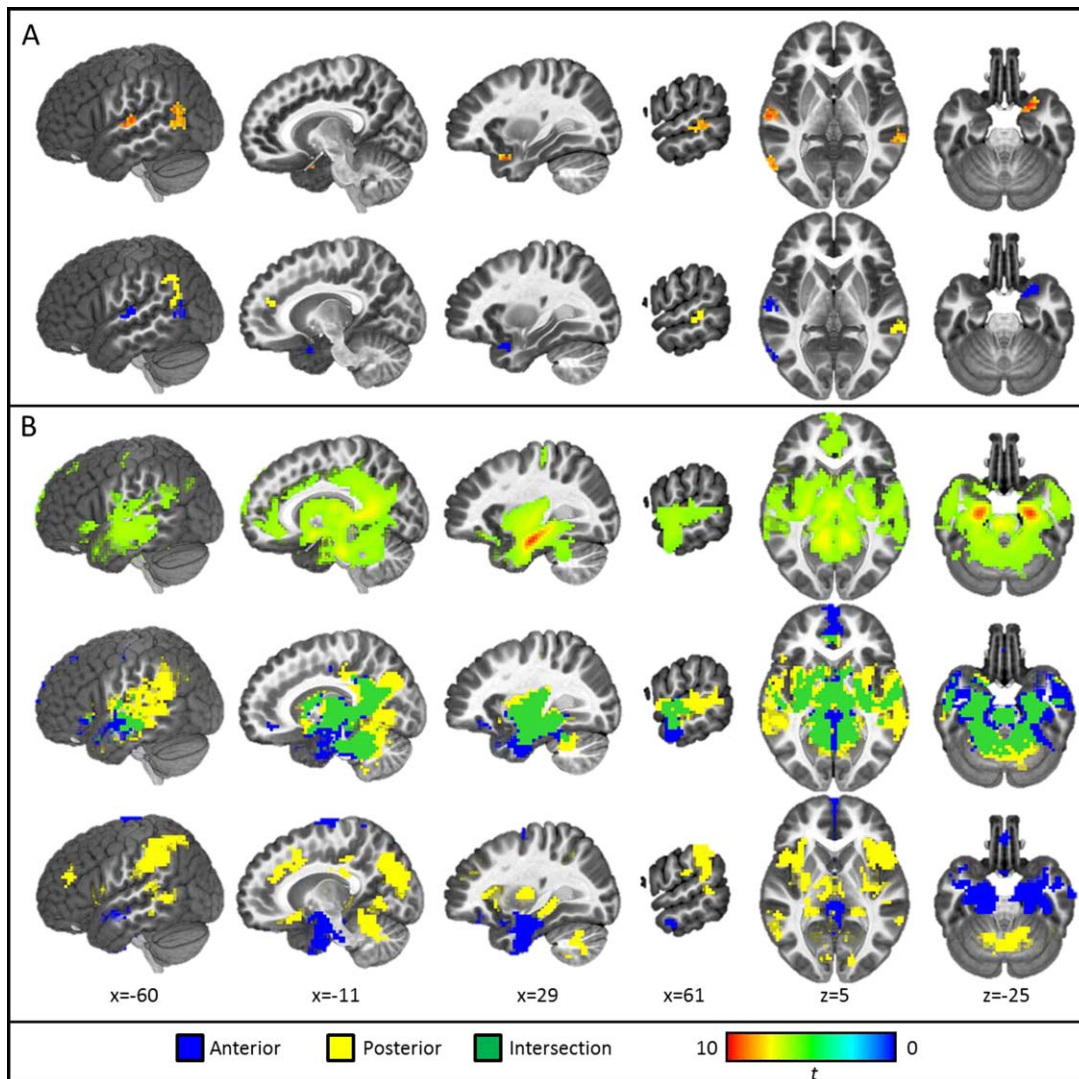 A
B
x=-60 x=-11 x=29 x=61 z=5 z=-25
Anterior Posterior Intersection 10 0
t